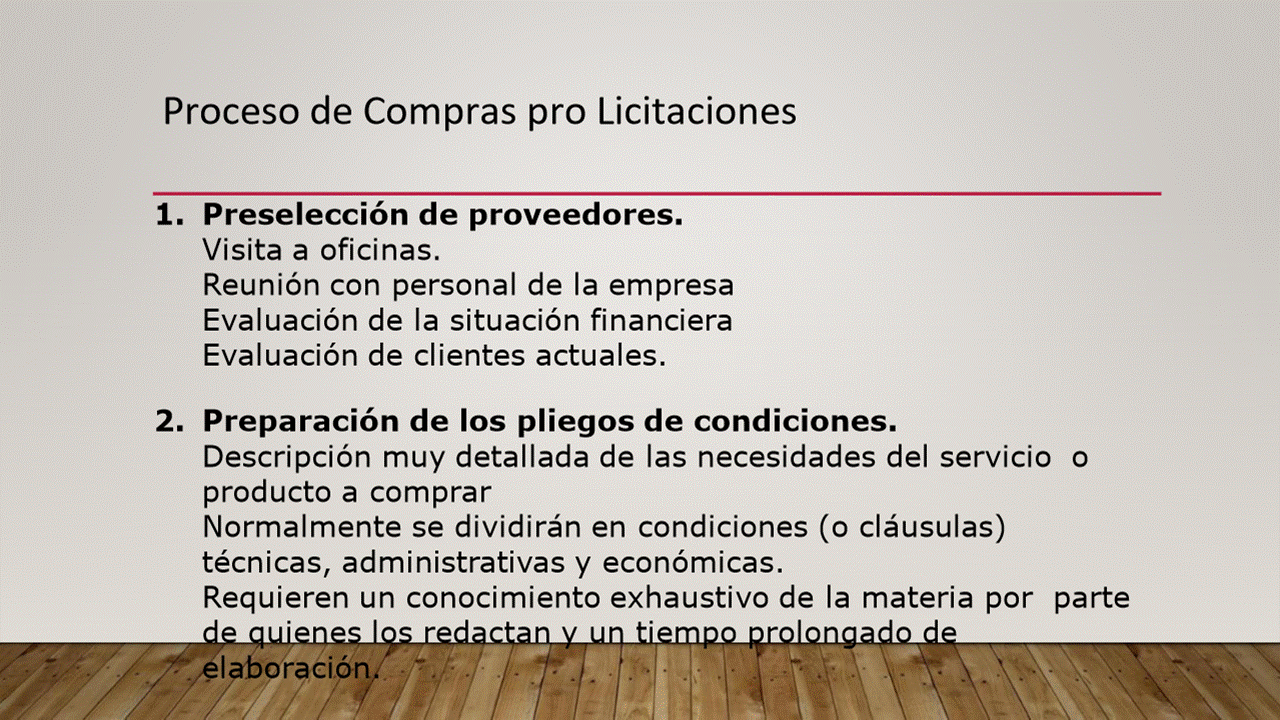 Proceso de Compras pro Licitaciones
1. Preselección de proveedores.
Visita a oficinas.
Reunión con personal de la empresa
Evaluación de la situación financiera
Evaluación de clientes actuales.
2. Preparación de los pliegos de condiciones.
Descripción muy detallada de las necesidades del servicio  o
producto a comprar
Normalmente se dividirán en condiciones (o cláusulas)
técnicas, administrativas y económicas.
Requieren un conocimiento exhaustivo de la materia por  parte
de quienes los redactan y un tiempo prolongado de
elaboración.